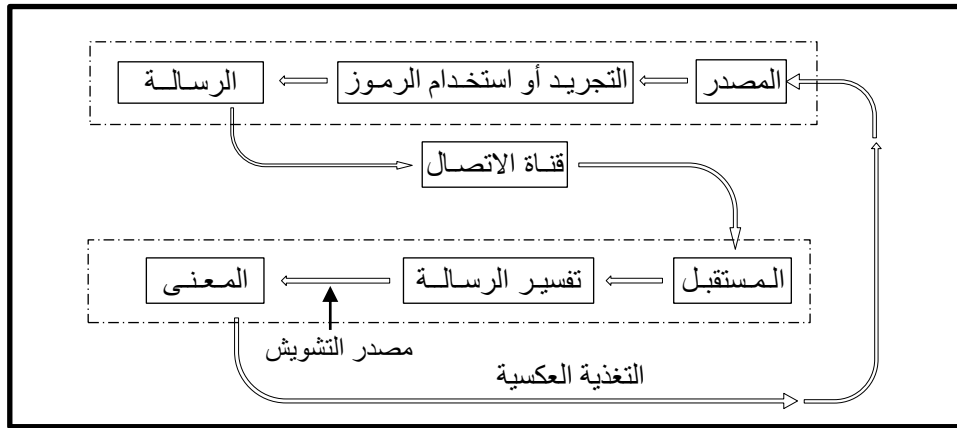 المصدر
التجريد أو استخدام الرموز
الرسالة
قناة الاتصال
المستقبل
تفسير الرسالة
المعنى
مصدر التشويش
التغذية العكسية